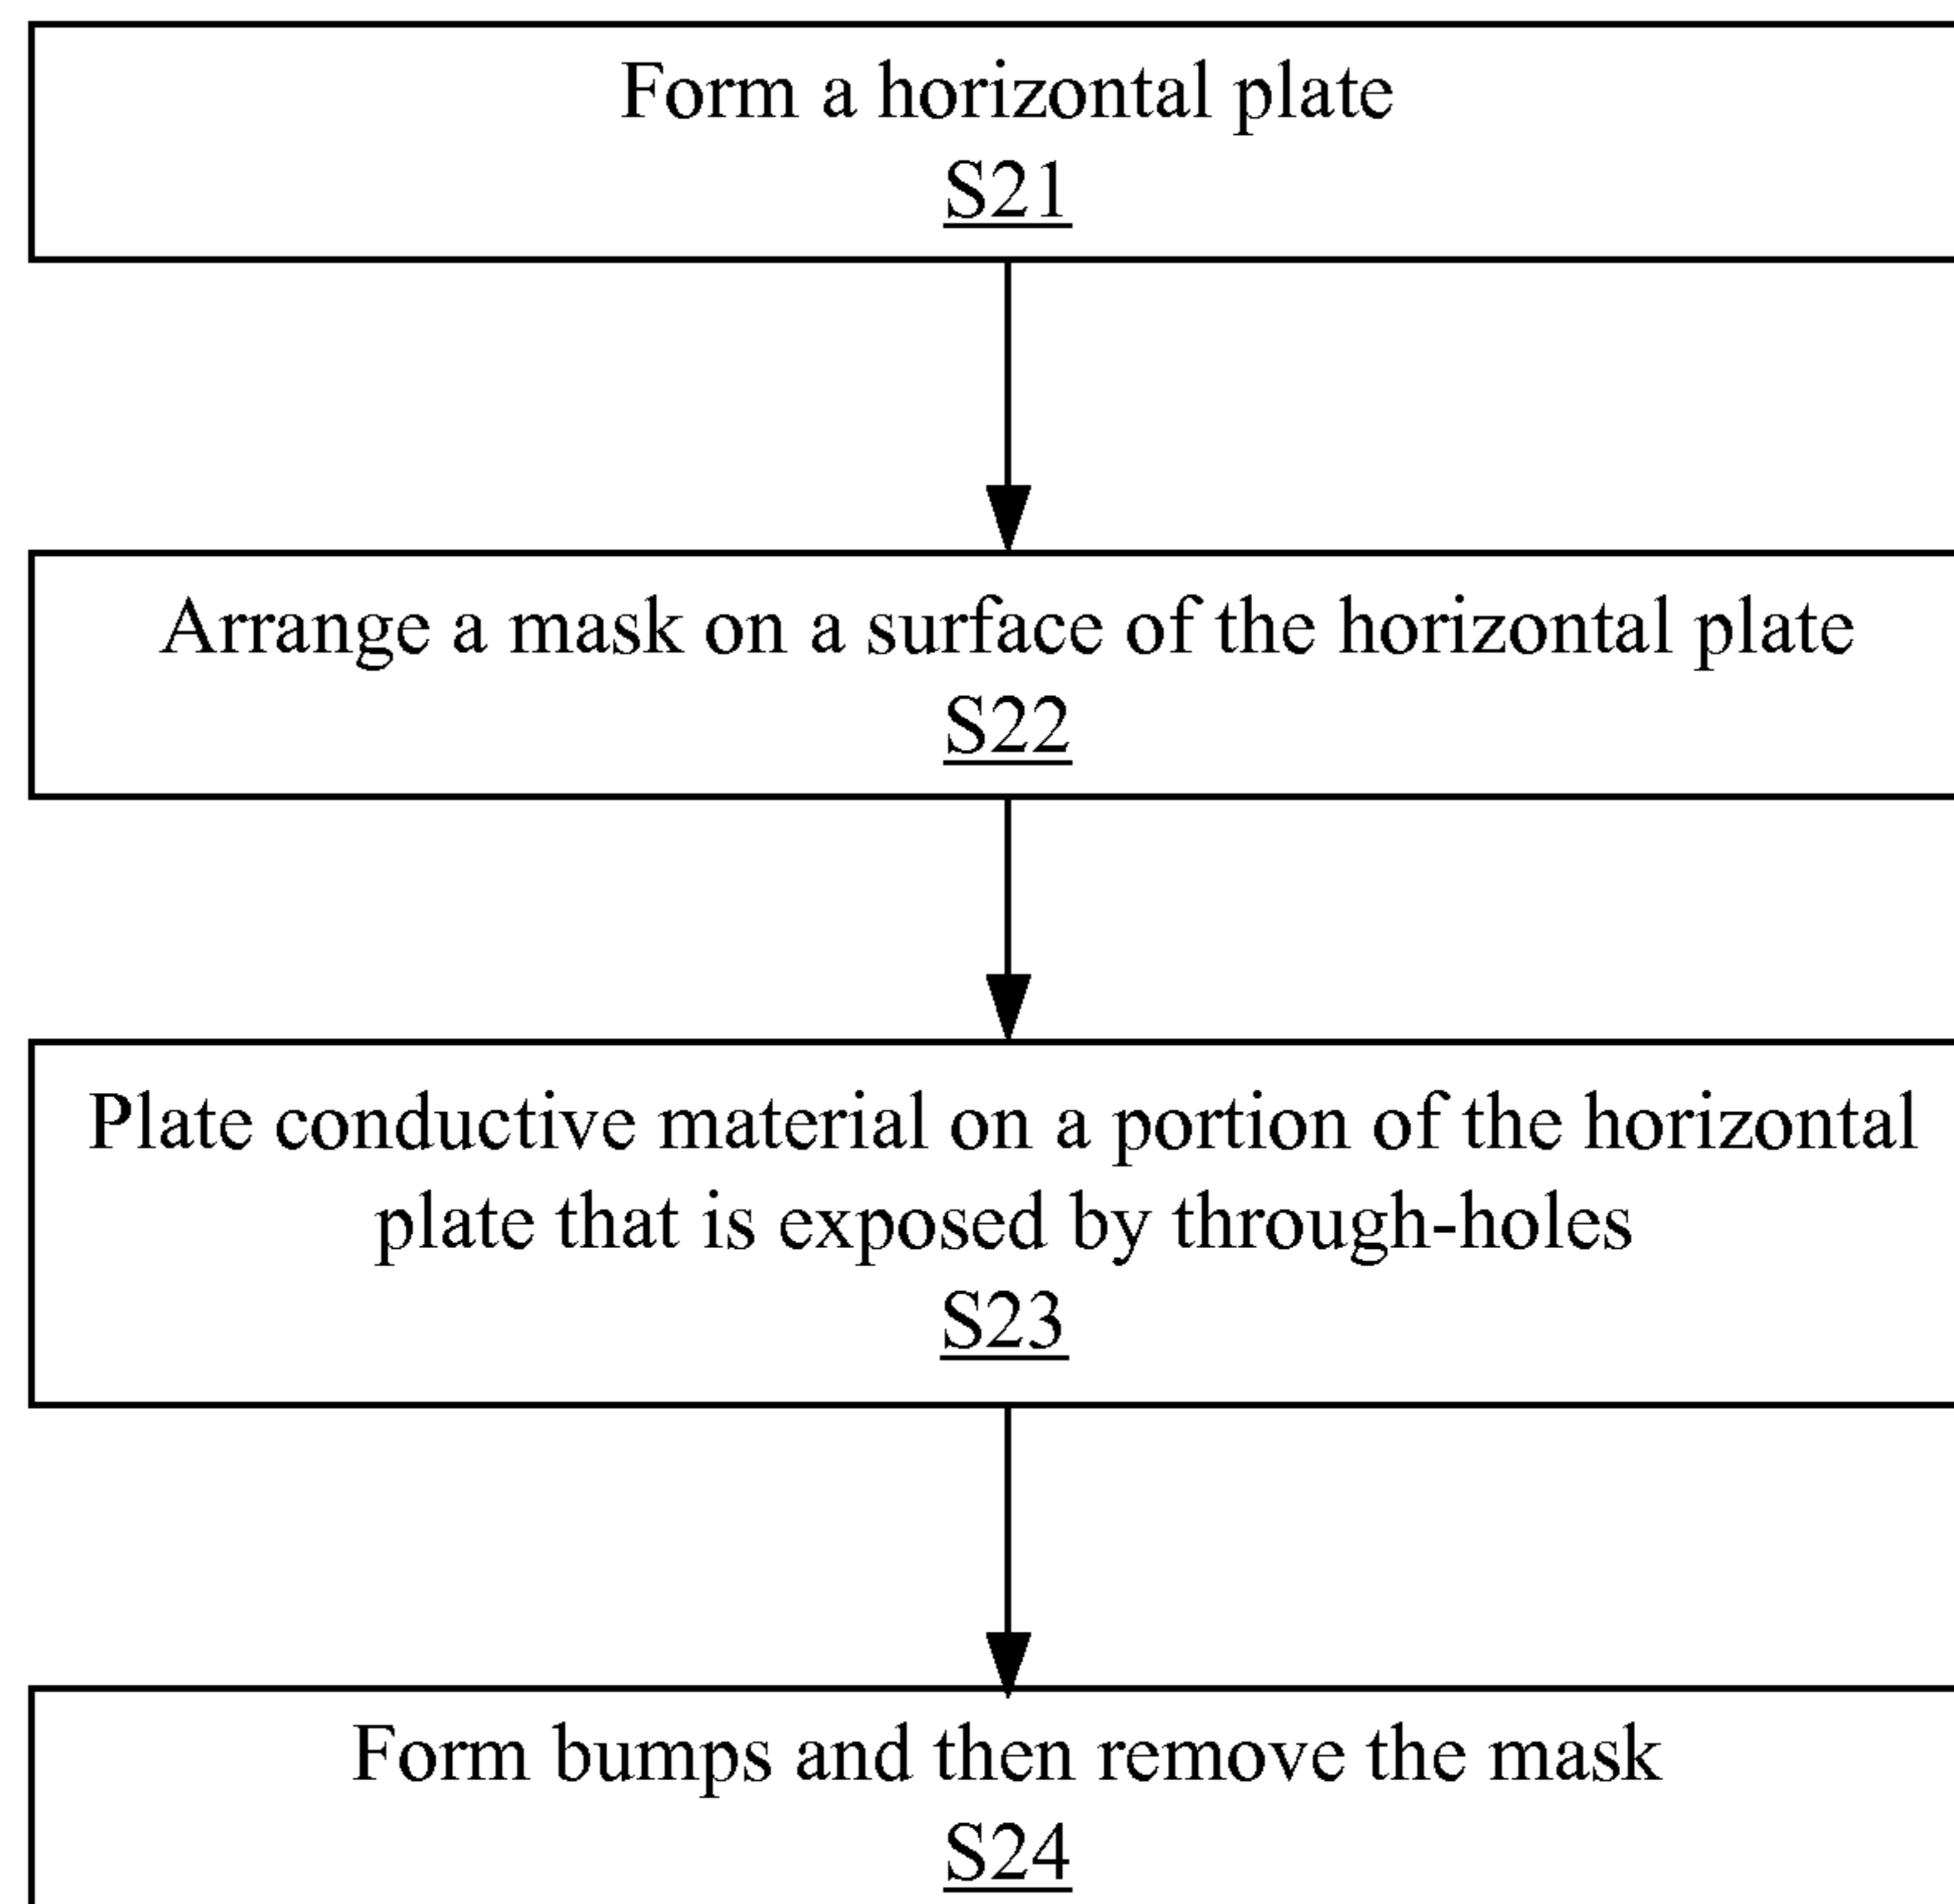 Form a horizontal plate
S21
Arrange a mask on a surface of the horizontal plate
S22
Plate conductive material on a portion of the horizontal
plate that is exposed by through-holes
S23
Form bumps and then remove the mask
S24